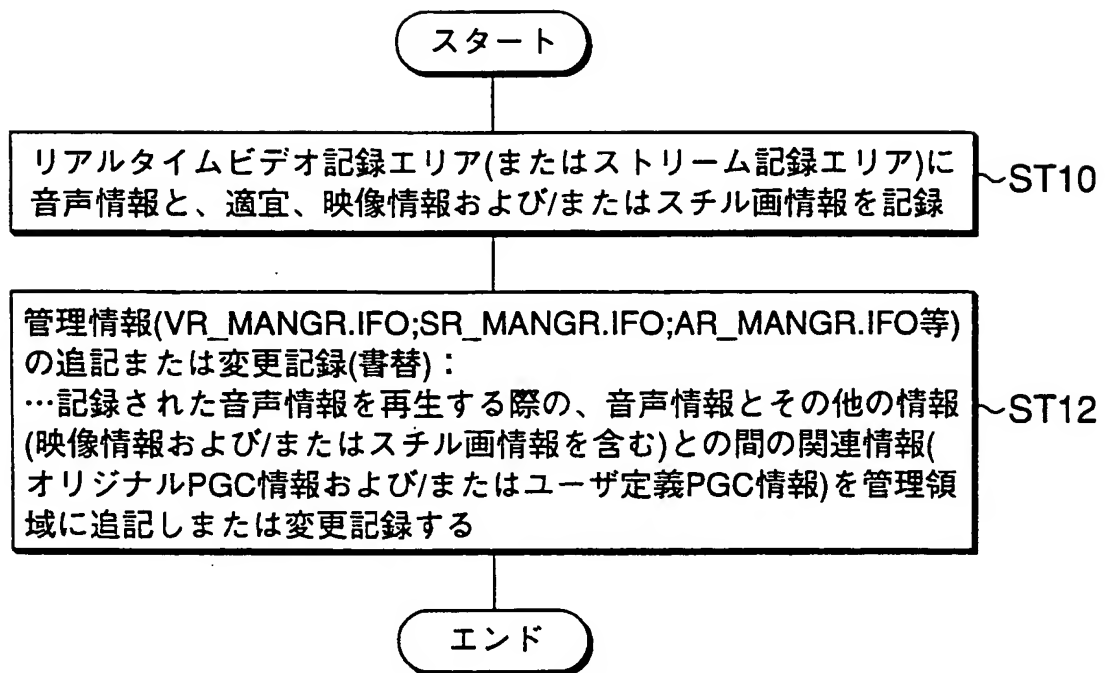 スタート
リアルタイムビデオ記録エリア(またはストリーム記録エリア)に
音声情報と、適宜、映像情報および/またはスチル画情報を記録
~ST10
管理情報(VR_MANGR.IFO;SR_MANGR.IFO;AR_MANGR.IFO等)
の追記または変更記録(書替)：
…記録された音声情報を再生する際の、音声情報とその他の情報
(映像情報および/またはスチル画情報を含む)との間の関連情報(
オリジナルPGC情報および/またはユーザ定義PGC情報)を管理領
域に追記しまたは変更記録する
~ST12
エンド